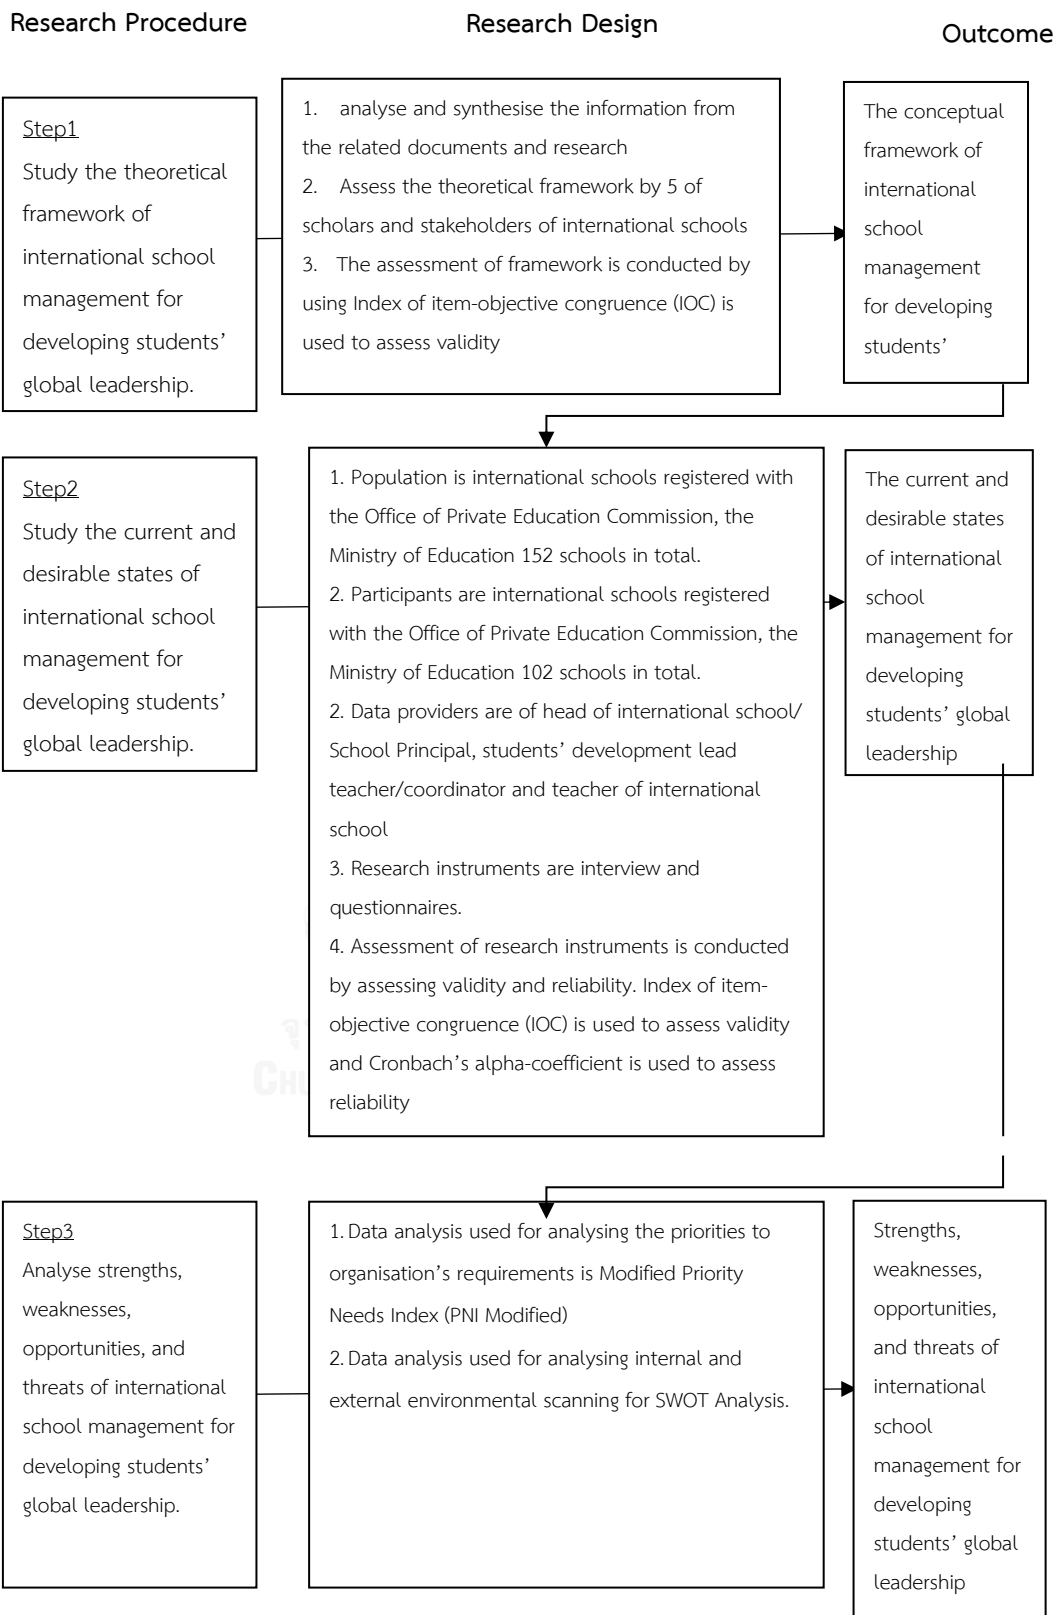 Research Procedure
Research Design
Outcome
Step1
Study the theoretical
framework of
international school
management for
developing students’
global leadership.
1. analyse and synthesise the information from
the related documents and research
2. Assess the theoretical framework by 5 of
scholars and stakeholders of international schools
3. The assessment of framework is conducted by
using Index of item-objective congruence (IOC) is
used to assess validity
The conceptual
framework of
international
school
management
for developing
students’
Step2
Study the current and
desirable states of
international school
management for
developing students’
global leadership.
1. Population is international schools registered with
the Office of Private Education Commission, the
Ministry of Education 152 schools in total.
2. Participants are international schools registered
with the Office of Private Education Commission, the
Ministry of Education 102 schools in total.
2. Data providers are of head of international school/
School Principal, students’ development lead
teacher/coordinator and teacher of international
school
3. Research instruments are interview and
questionnaires.
4. Assessment of research instruments is conducted
by assessing validity and reliability. Index of item-
objective congruence (IOC) is used to assess validity
and Cronbach’s alpha-coefficient is used to assess
reliability
The current and
desirable states
of international
school
management for
developing
students’ global
leadership
Step3
Analyse strengths,
weaknesses,
opportunities, and
threats of international
school management for
developing students’
global leadership.
1. Data analysis used for analysing the priorities to
organisation’s requirements is Modified Priority
Needs Index (PNI Modified)
2. Data analysis used for analysing internal and
external environmental scanning for SWOT Analysis.
Strengths,
weaknesses,
opportunities,
and threats of
international
school
management for
developing
students’ global
leadership